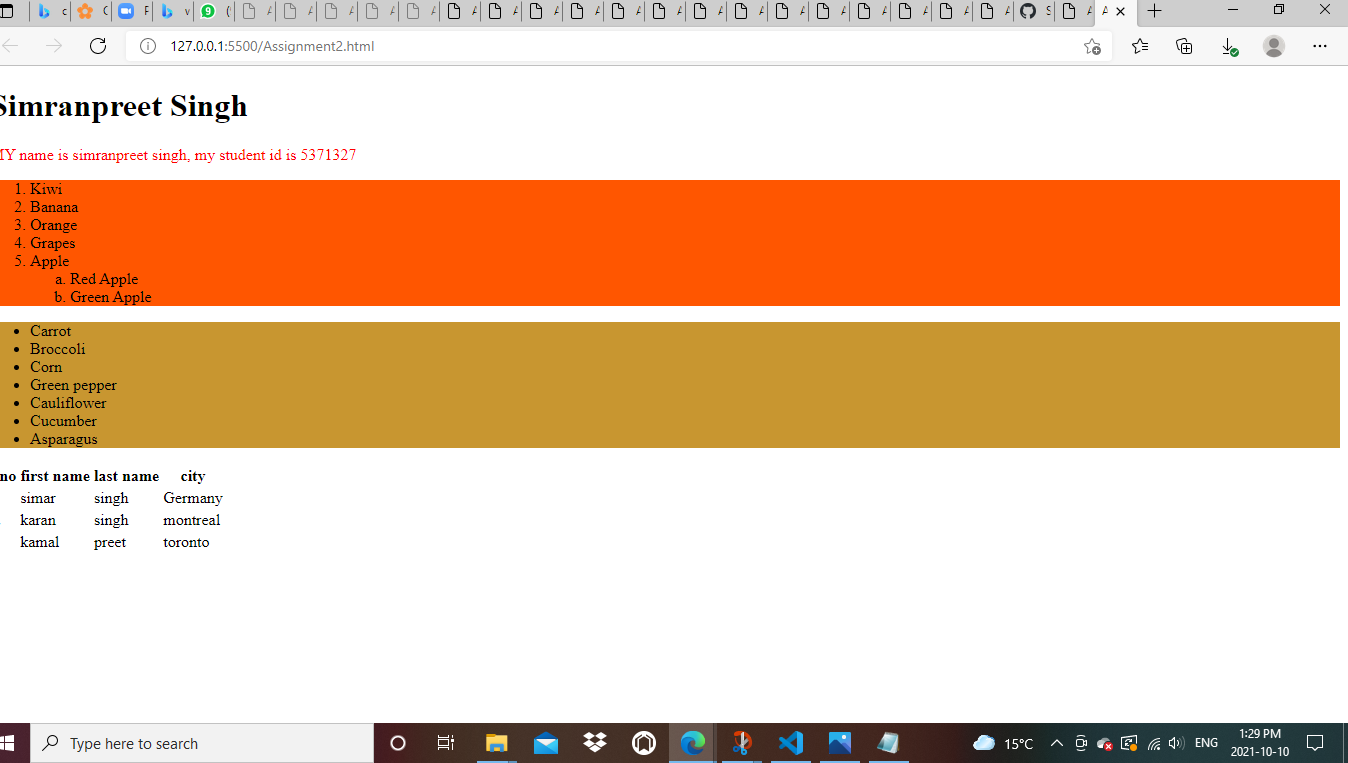 127.0.0.1:5500/Assignment2.html
Simranpreet Singh
MY name is simranpreet singh, my student id is 5371327
1. Kiwi
2. Banana
3. Orange
4. Grapes
5. Apple
a. Red Apple
b. Green Apple
• Carrot
• Broccoli
• Corn
• Green pepper
• Cauliflower
• Cucumber
• Asparagus
no first name last name city
simar singh Germany
karan singh montreal
kamal preet toronto
Type here to search
15°C
ENG
1:29 PM
2021-10-10